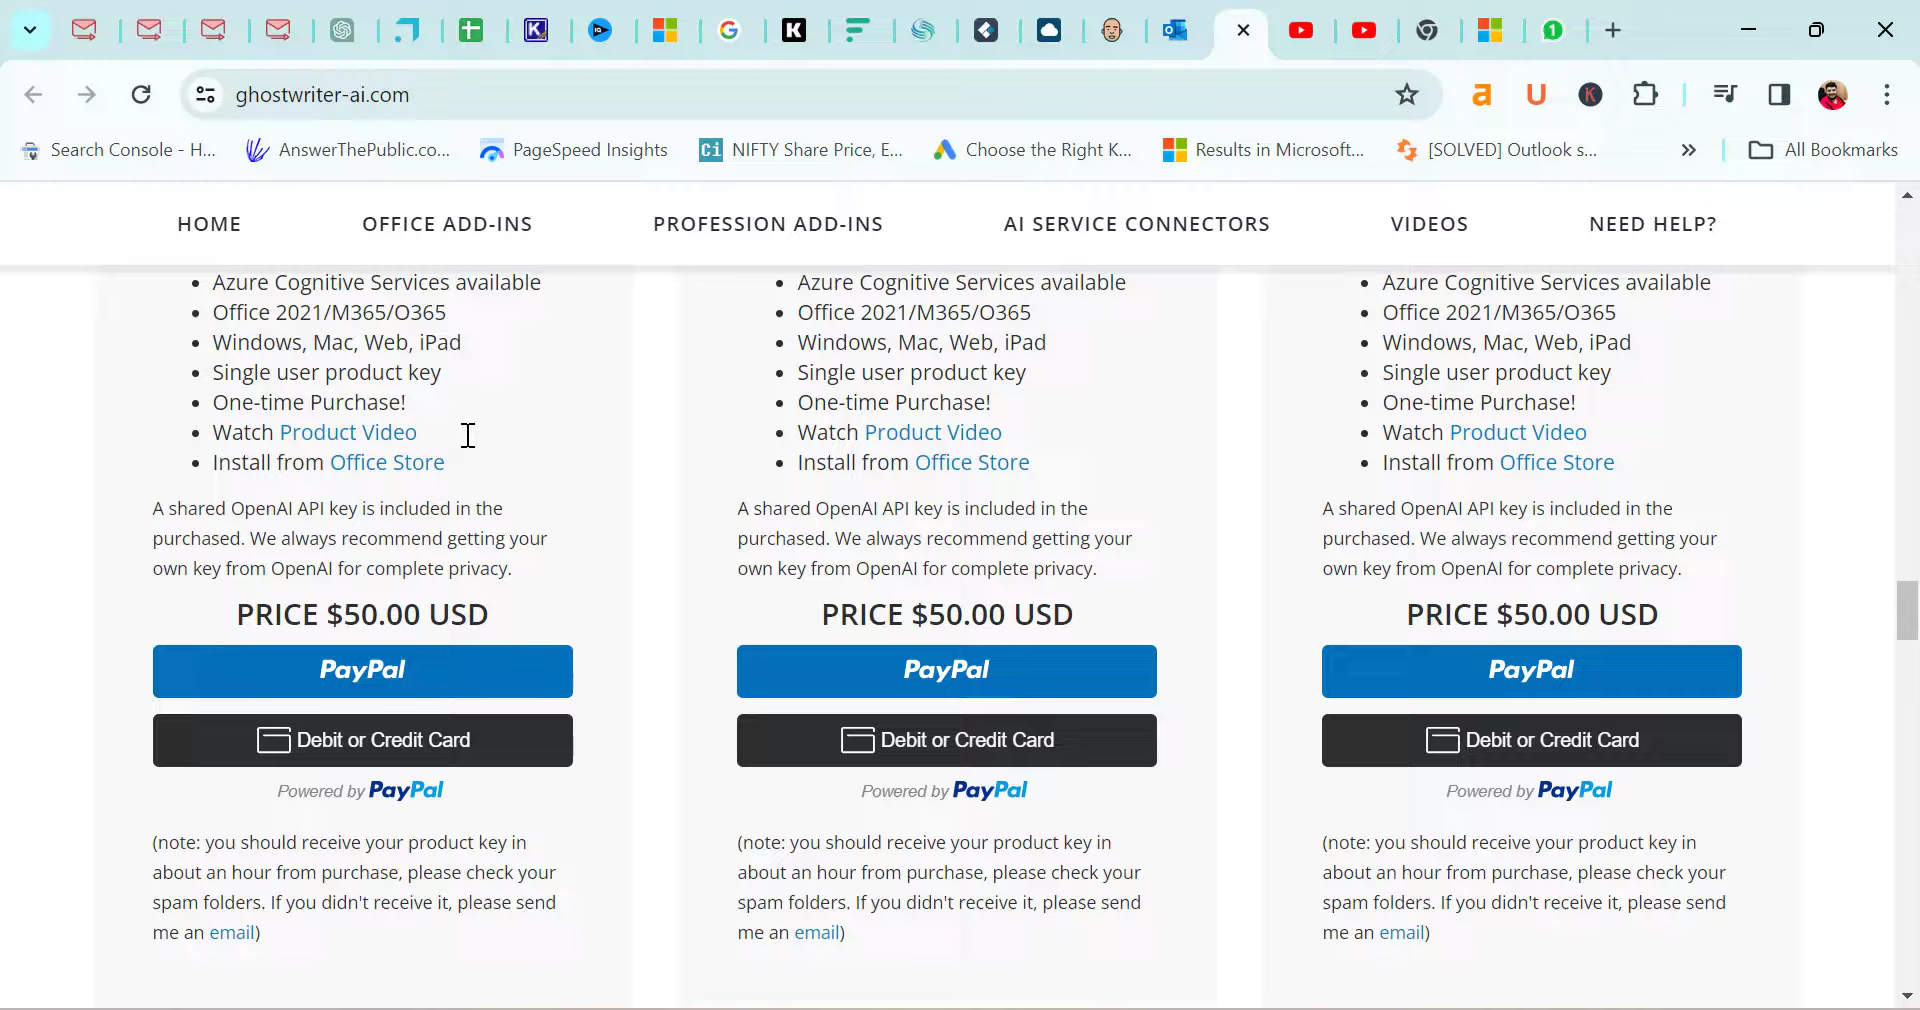 ghostwriter-ai.com
Search Console - H...
AnswerThePublic.co...
PageSpeed Insights
Ci NIFTY Share Price, E...
Choose the Right K...
Results in Microsoft...
[SOLVED] Outlook s...
All Bookmarks
HOME
OFFICE ADD-INS
PROFESSION ADD-INS
AI SERVICE CONNECTORS
VIDEOS
NEED HELP?
Azure Cognitive Services available
Office 2021/M365/O365
Windows, Mac, Web, iPad
Single user product key
One-time Purchase!
Watch Product Video
Install from Office Store
A shared OpenAI API key is included in the
purchased. We always recommend getting your
own key from OpenAI for complete privacy.
PRICE $50.00 USD
PayPal
Debit or Credit Card
Powered by PayPal
(note: you should receive your product key in
about an hour from purchase, please check your
spam folders. If you didn't receive it, please send
me an email)
Azure Cognitive Services available
Office 2021/M365/O365
Windows, Mac, Web, iPad
Single user product key
One-time Purchase!
Watch Product Video
Install from Office Store
A shared OpenAI API key is included in the
purchased. We always recommend getting your
own key from OpenAI for complete privacy.
PRICE $50.00 USD
PayPal
Debit or Credit Card
Powered by PayPal
(note: you should receive your product key in
about an hour from purchase, please check your
spam folders. If you didn't receive it, please send
me an email)
Azure Cognitive Services available
Office 2021/M365/O365
Windows, Mac, Web, iPad
Single user product key
One-time Purchase!
Watch Product Video
Install from Office Store
A shared OpenAI API key is included in the
purchased. We always recommend getting your
own key from OpenAI for complete privacy.
PRICE $50.00 USD
PayPal
Debit or Credit Card
Powered by PayPal
(note: you should receive your product key in
about an hour from purchase, please check your
spam folders. If you didn't receive it, please send
me an email)